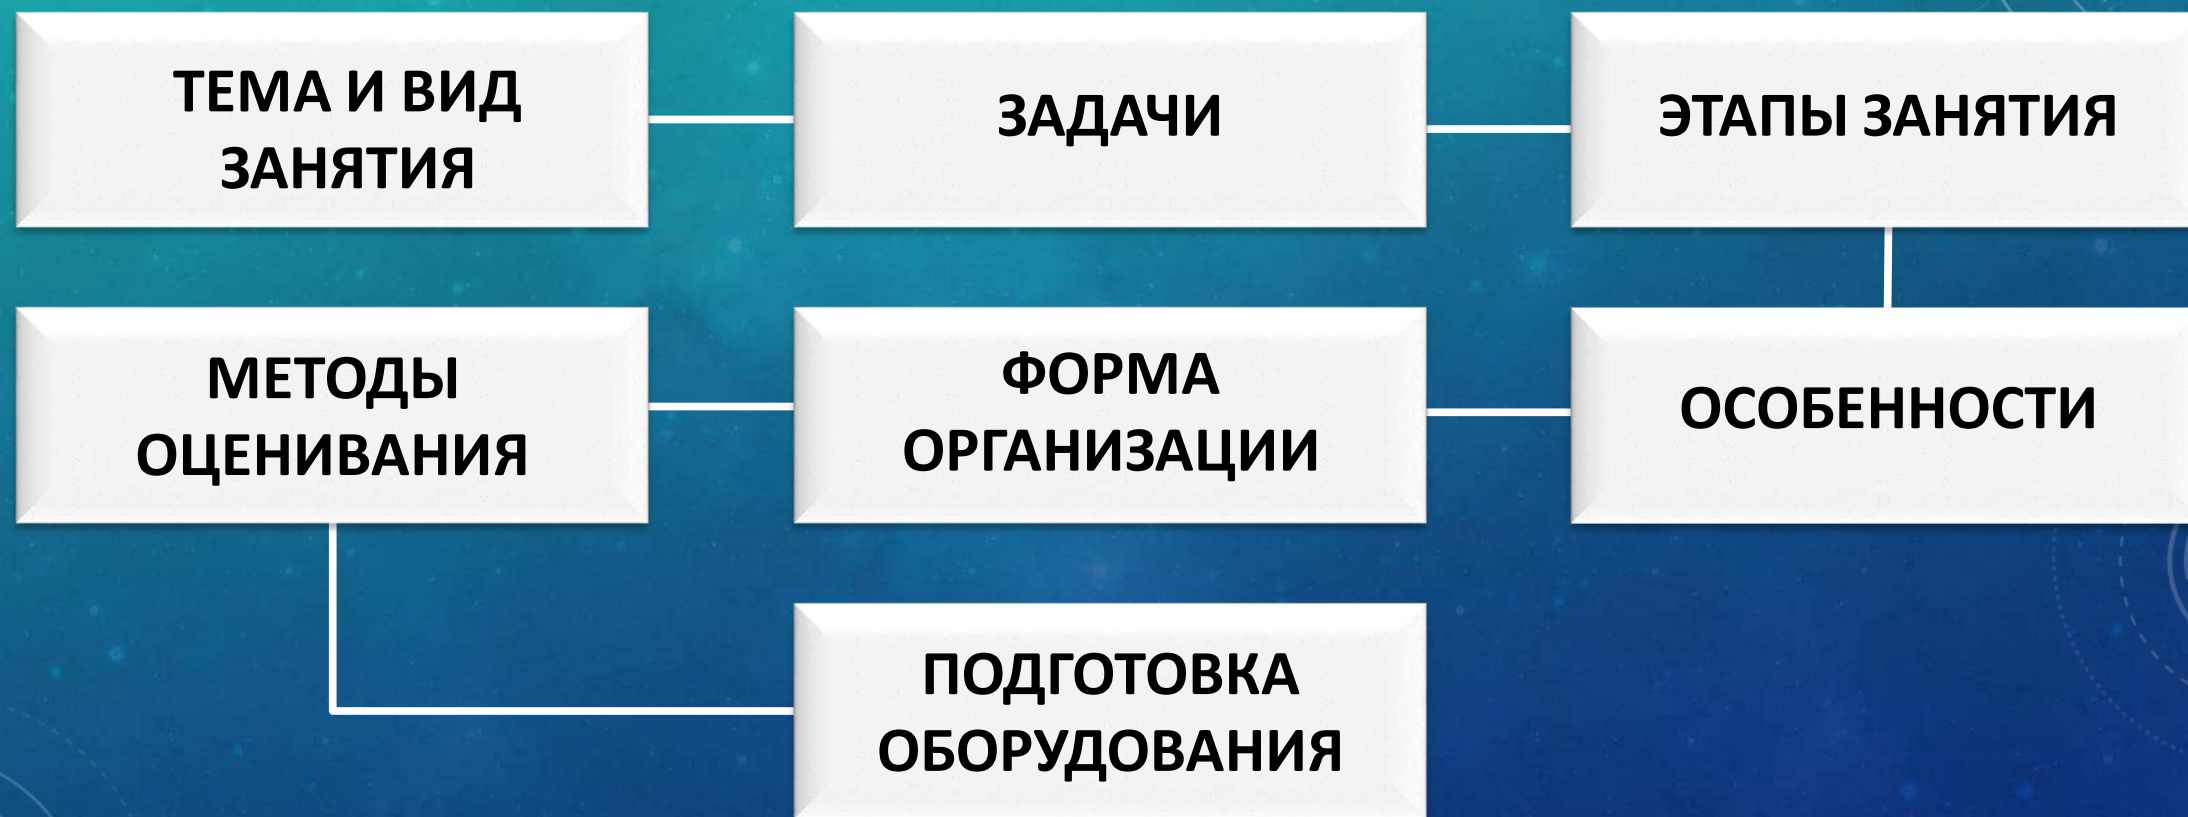 ТЕМА И ВИД
ЗАНЯТИЯ
ЗАДАЧИ
ЭТАПЫ ЗАНЯТИЯ
МЕТОДЫ
ОЦЕНИВАНИЯ
ФОРМА
ОРГАНИЗАЦИИ
ОСОБЕННОСТИ
ПОДГОТОВКА
ОБОРУДОВАНИЯ